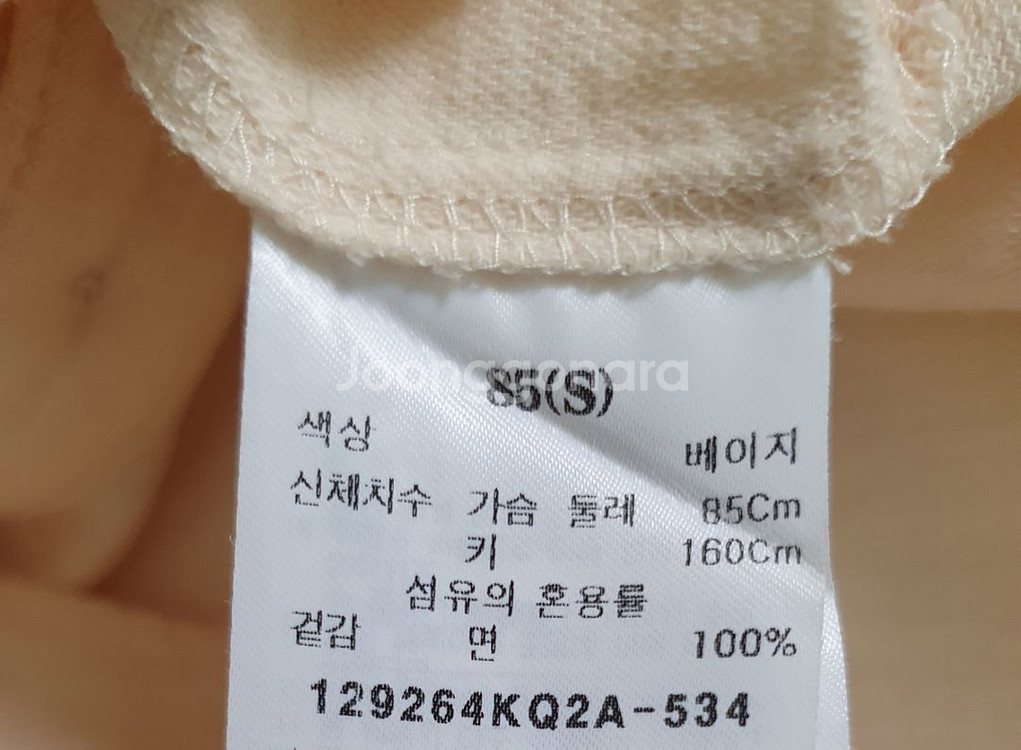 Joonggonara
85(S)
색상 베이지
신체치수 가슴 둘레 85Cm
키 160Cm
섬유의 혼용률
겉감 면 100%
129264KQ2A-534